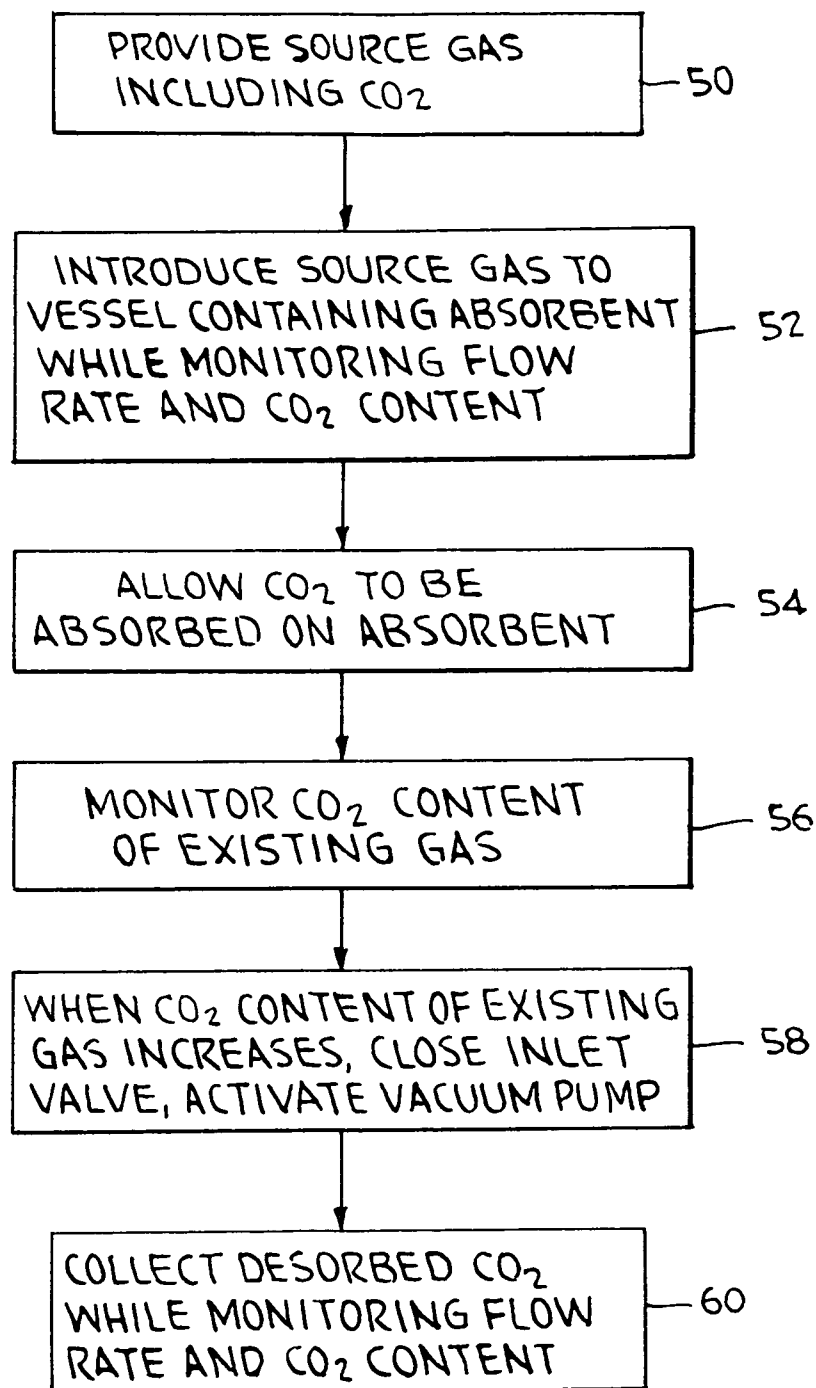 PROVIDE SOURCE GAS
INCLUDING CO2
50
INTRODUCE SOURCE GAS TO
VESSEL CONTAINING ABSORBENT
WHILE MONITORING FLOW
RATE AND CO2 CONTENT
52
ALLOW CO2 TO BE
ABSORBED ON ABSORBENT
54
MONITOR CO2 CONTENT
OF EXISTING GAS
56
WHEN CO2 CONTENT OF EXISTING
GAS INCREASES, CLOSE INLET
VALVE, ACTIVATE VACUUM PUMP
58
COLLECT DESORBED CO2
WHILE MONITORING FLOW
RATE AND CO2 CONTENT
60